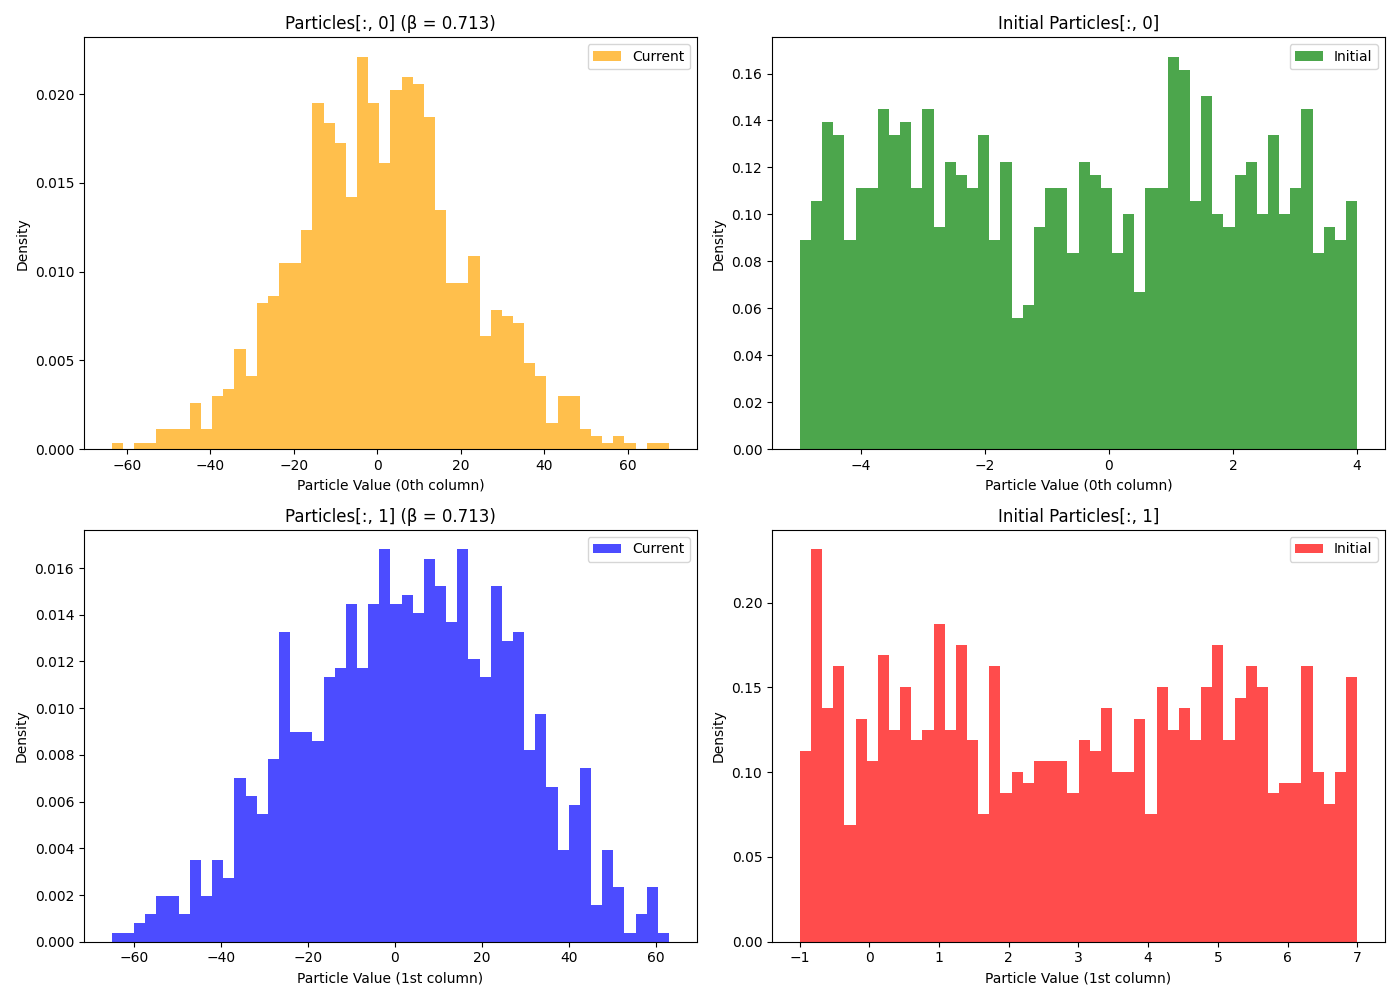 Particles[:, 0] (β = 0.713)
Current
Density
0.020
0.015
0.010
0.005
0.000
−60 −40 −20 0 20 40 60
Particle Value (0th column)
Initial Particles[:, 0]
Initial
Density
0.16
0.14
0.12
0.10
0.08
0.06
0.04
0.02
0.00
−4 −2 0 2 4
Particle Value (0th column)
Particles[:, 1] (β = 0.713)
Current
Density
0.016
0.014
0.012
0.010
0.008
0.006
0.004
0.002
0.000
−60 −40 −20 0 20 40 60
Particle Value (1st column)
Initial Particles[:, 1]
Initial
Density
0.20
0.15
0.10
0.05
0.00
−1 0 1 2 3 4 5 6 7
Particle Value (1st column)